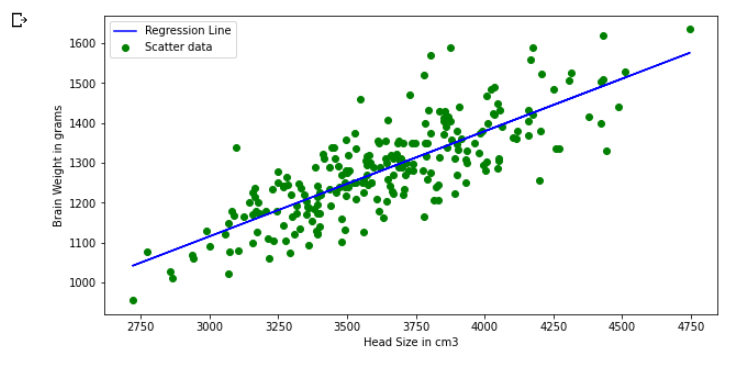 Regression Line
Scatter data
1600
1500
1400
1300
1200
1100
1000
Brain Weight in grams
2750 3000 3250 3500 3750 4000 4250 4500 4750
Head Size in cm3